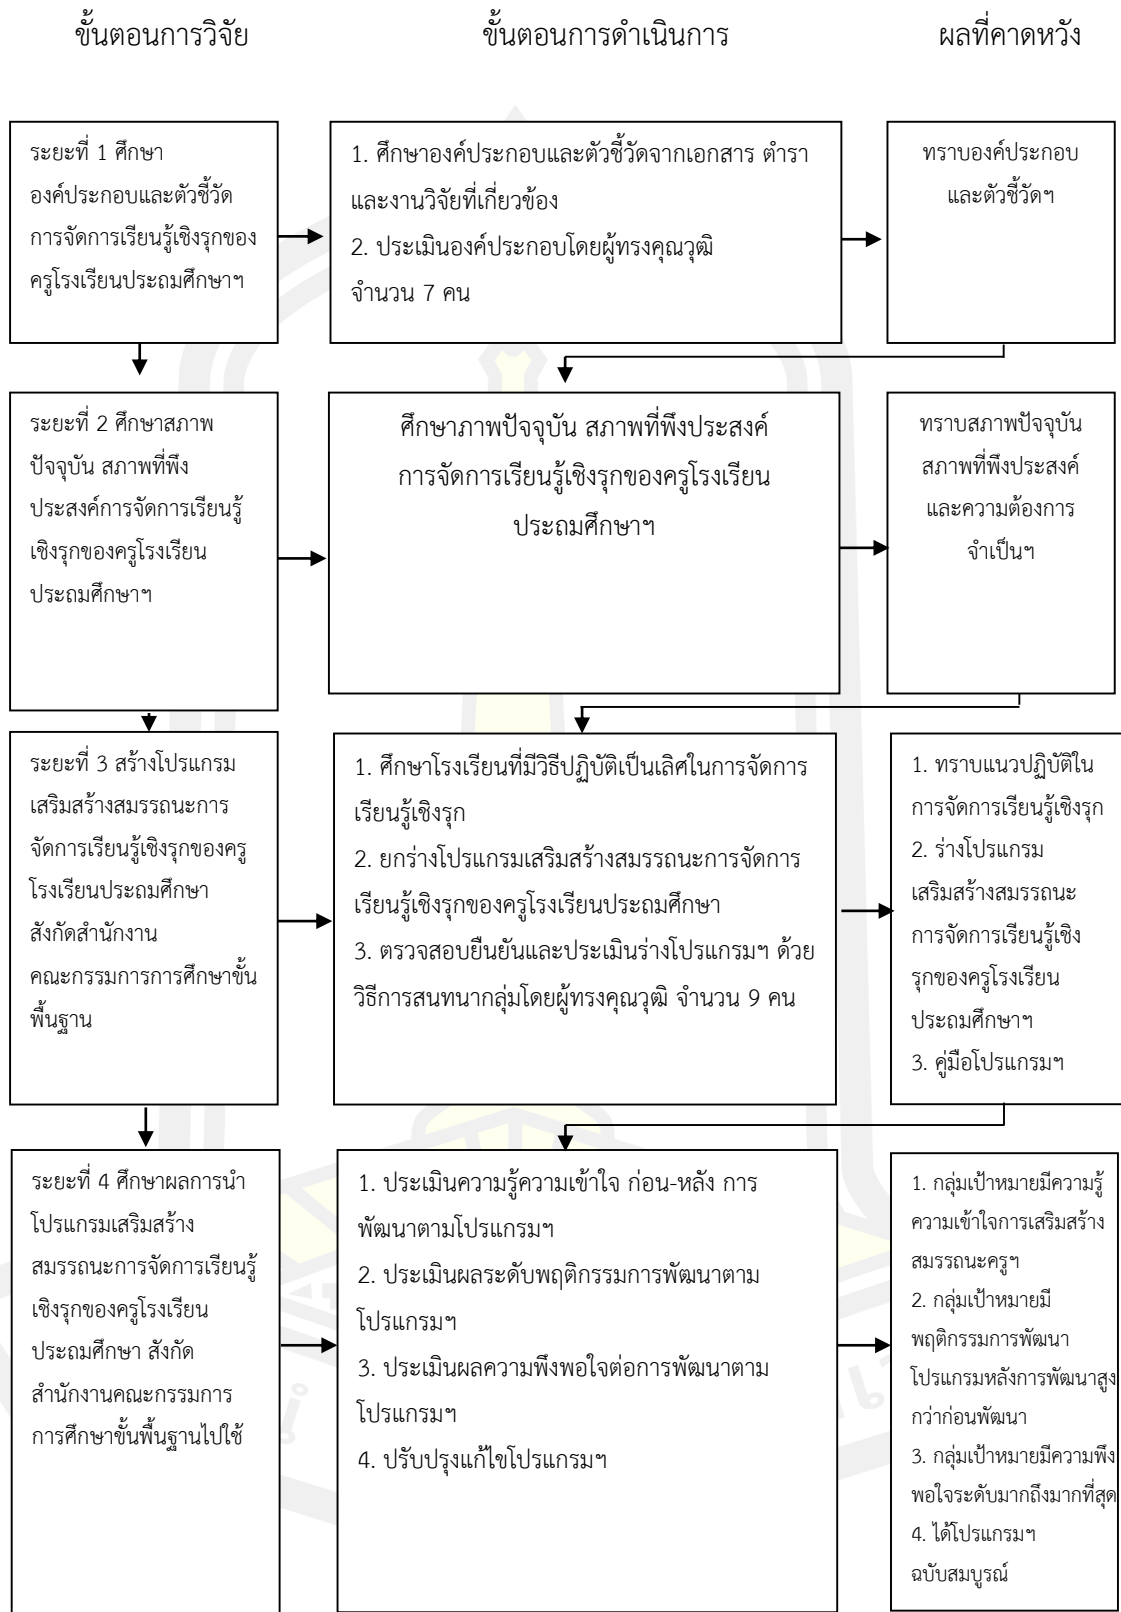 ขั้นตอนการวิจัย
ขั้นตอนการดำเนินการ
ผลที่คาดหวัง
ระยะที่ 1 ศึกษา
องค์ประกอบและตัวชี้วัด
การจัดการเรียนรู้เชิงรุกของ
ครูโรงเรียนประถมศึกษาฯ
1. ศึกษาองค์ประกอบและตัวชี้วัดจากเอกสาร ตำรา
และงานวิจัยที่เกี่ยวข้อง
2. ประเมินองค์ประกอบโดยผู้ทรงคุณวุฒิ
จำนวน 7 คน
ทราบองค์ประกอบ
และตัวชี้วัดฯ
ระยะที่ 2 ศึกษาสภาพ
ปัจจุบัน สภาพที่พึง
ประสงค์การจัดการเรียนรู้
เชิงรุกของครูโรงเรียน
ประถมศึกษาฯ
ศึกษาภาพปัจจุบัน สภาพที่พึงประสงค์
การจัดการเรียนรู้เชิงรุกของครูโรงเรียน
ประถมศึกษาฯ
ทราบสภาพปัจจุบัน
สภาพที่พึงประสงค์
และความต้องการ
จำเป็นฯ
ระยะที่ 3 สร้างโปรแกรม
เสริมสร้างสมรรถนะการ
จัดการเรียนรู้เชิงรุกของครู
โรงเรียนประถมศึกษา
สังกัดสำนักงาน
คณะกรรมการการศึกษาขั้น
พื้นฐาน
1. ศึกษาโรงเรียนที่มีวิธีปฏิบัติเป็นเลิศในการจัดการ
เรียนรู้เชิงรุก
2. ยกร่างโปรแกรมเสริมสร้างสมรรถนะการจัดการ
เรียนรู้เชิงรุกของครูโรงเรียนประถมศึกษา
3. ตรวจสอบยืนยันและประเมินร่างโปรแกรมฯ ด้วย
วิธีการสนทนากลุ่มโดยผู้ทรงคุณวุฒิ จำนวน 9 คน
1. ทราบแนวปฏิบัติใน
การจัดการเรียนรู้เชิงรุก
2. ร่างโปรแกรม
เสริมสร้างสมรรถนะ
การจัดการเรียนรู้เชิง
รุกของครูโรงเรียน
ประถมศึกษาฯ
3. คู่มือโปรแกรมฯ
ระยะที่ 4 ศึกษาผลการนำ
โปรแกรมเสริมสร้าง
สมรรถนะการจัดการเรียนรู้
เชิงรุกของครูโรงเรียน
ประถมศึกษา สังกัด
สำนักงานคณะกรรมการ
การศึกษาขั้นพื้นฐานไปใช้
1. ประเมินความรู้ความเข้าใจ ก่อน-หลัง การ
พัฒนาตามโปรแกรมฯ
2. ประเมินผลระดับพฤติกรรมการพัฒนาตาม
โปรแกรมฯ
3. ประเมินผลความพึงพอใจต่อการพัฒนาตาม
โปรแกรมฯ
4. ปรับปรุงแก้ไขโปรแกรมฯ
1. กลุ่มเป้าหมายมีความรู้
ความเข้าใจการเสริมสร้าง
สมรรถนะครูฯ
2. กลุ่มเป้าหมายมี
พฤติกรรมการพัฒนา
โปรแกรมหลังการพัฒนาสูง
กว่าก่อนพัฒนา
3. กลุ่มเป้าหมายมีความพึง
พอใจระดับมากถึงมากที่สุด
4. ได้โปรแกรมฯ
ฉบับสมบูรณ์